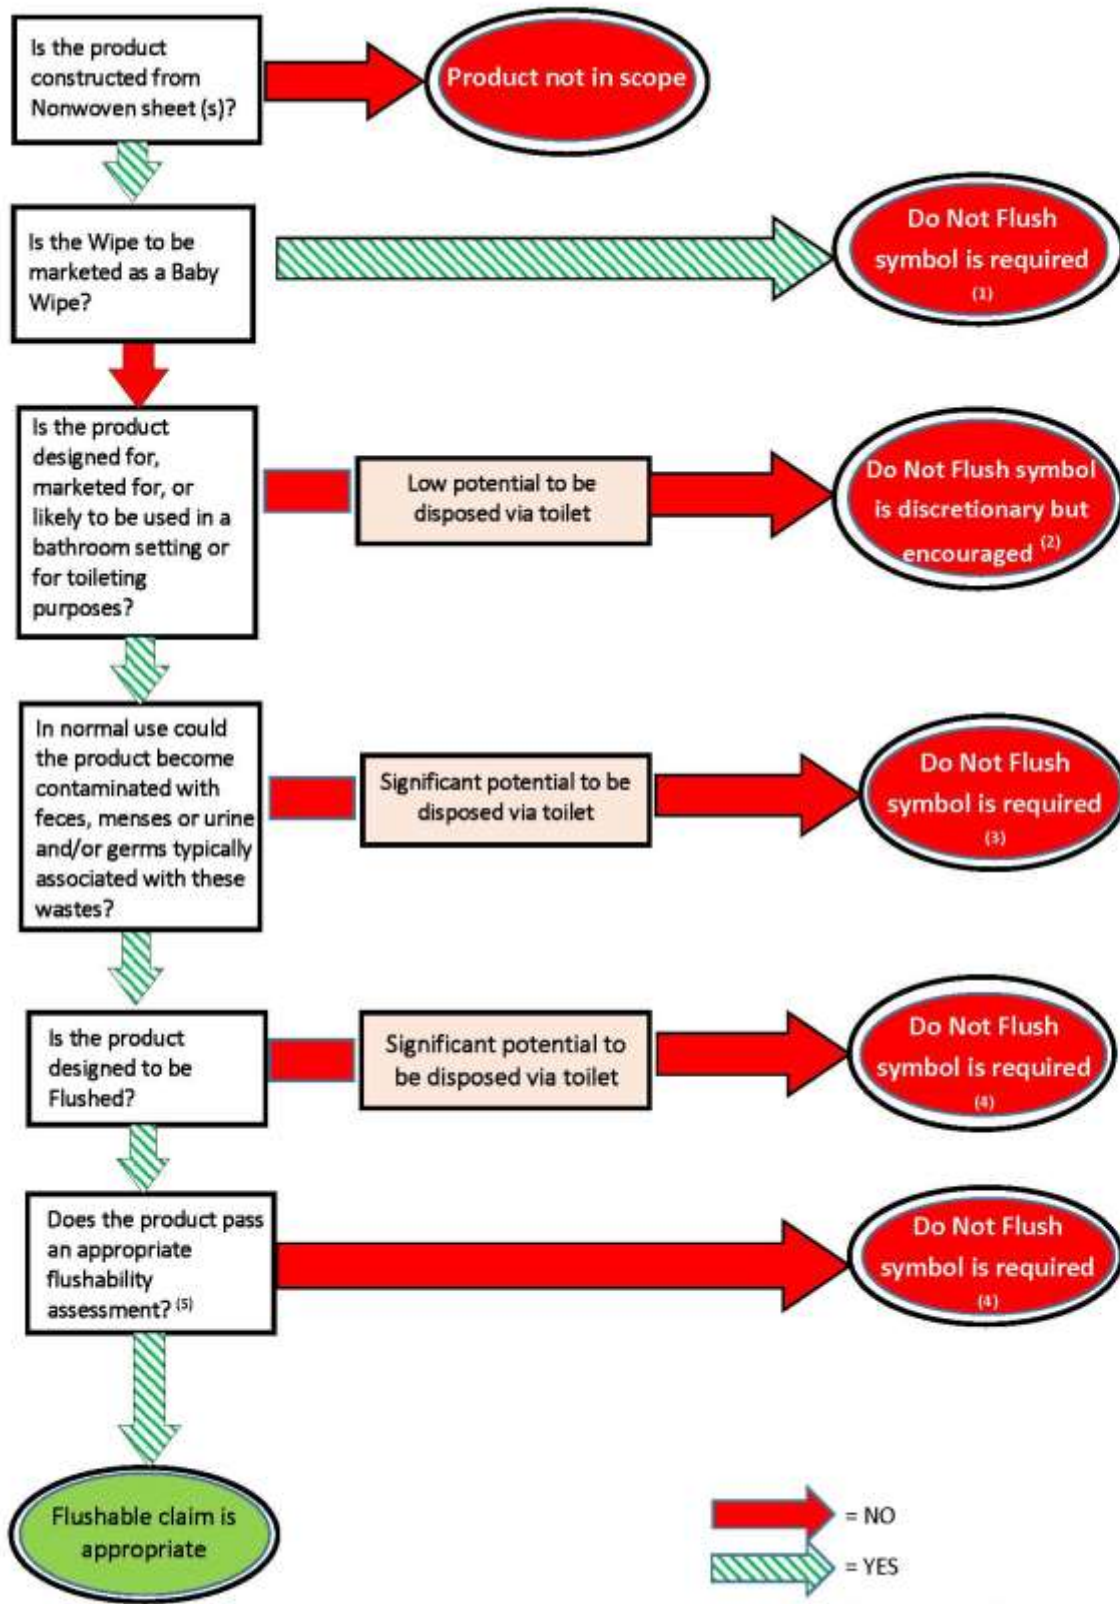 Is the product
constructed from
Nonwoven sheet (s)?
Product not in scope
Is the Wipe to be
marketed as a Baby
Wipe?
Do Not Flush
symbol is required
(1)
Is the product
designed for,
marketed for, or
likely to be used in a
bathroom setting or
for toileting
purposes?
Low potential to be
disposed via toilet
Do Not Flush symbol
is discretionary but
encouraged (2)
In normal use could
the product become
contaminated with
feces, menses or urine
and/or germs typically
associated with these
wastes?
Significant potential to be
disposed via toilet
Do Not Flush
symbol is required
(3)
Is the product
designed to be
Flushed?
Significant potential to
be disposed via toilet
Do Not Flush
symbol is required
(4)
Does the product pass
an appropriate
flushability
assessment? (5)
Do Not Flush
symbol is required
(4)
Flushable claim is
appropriate
= NO
= YES